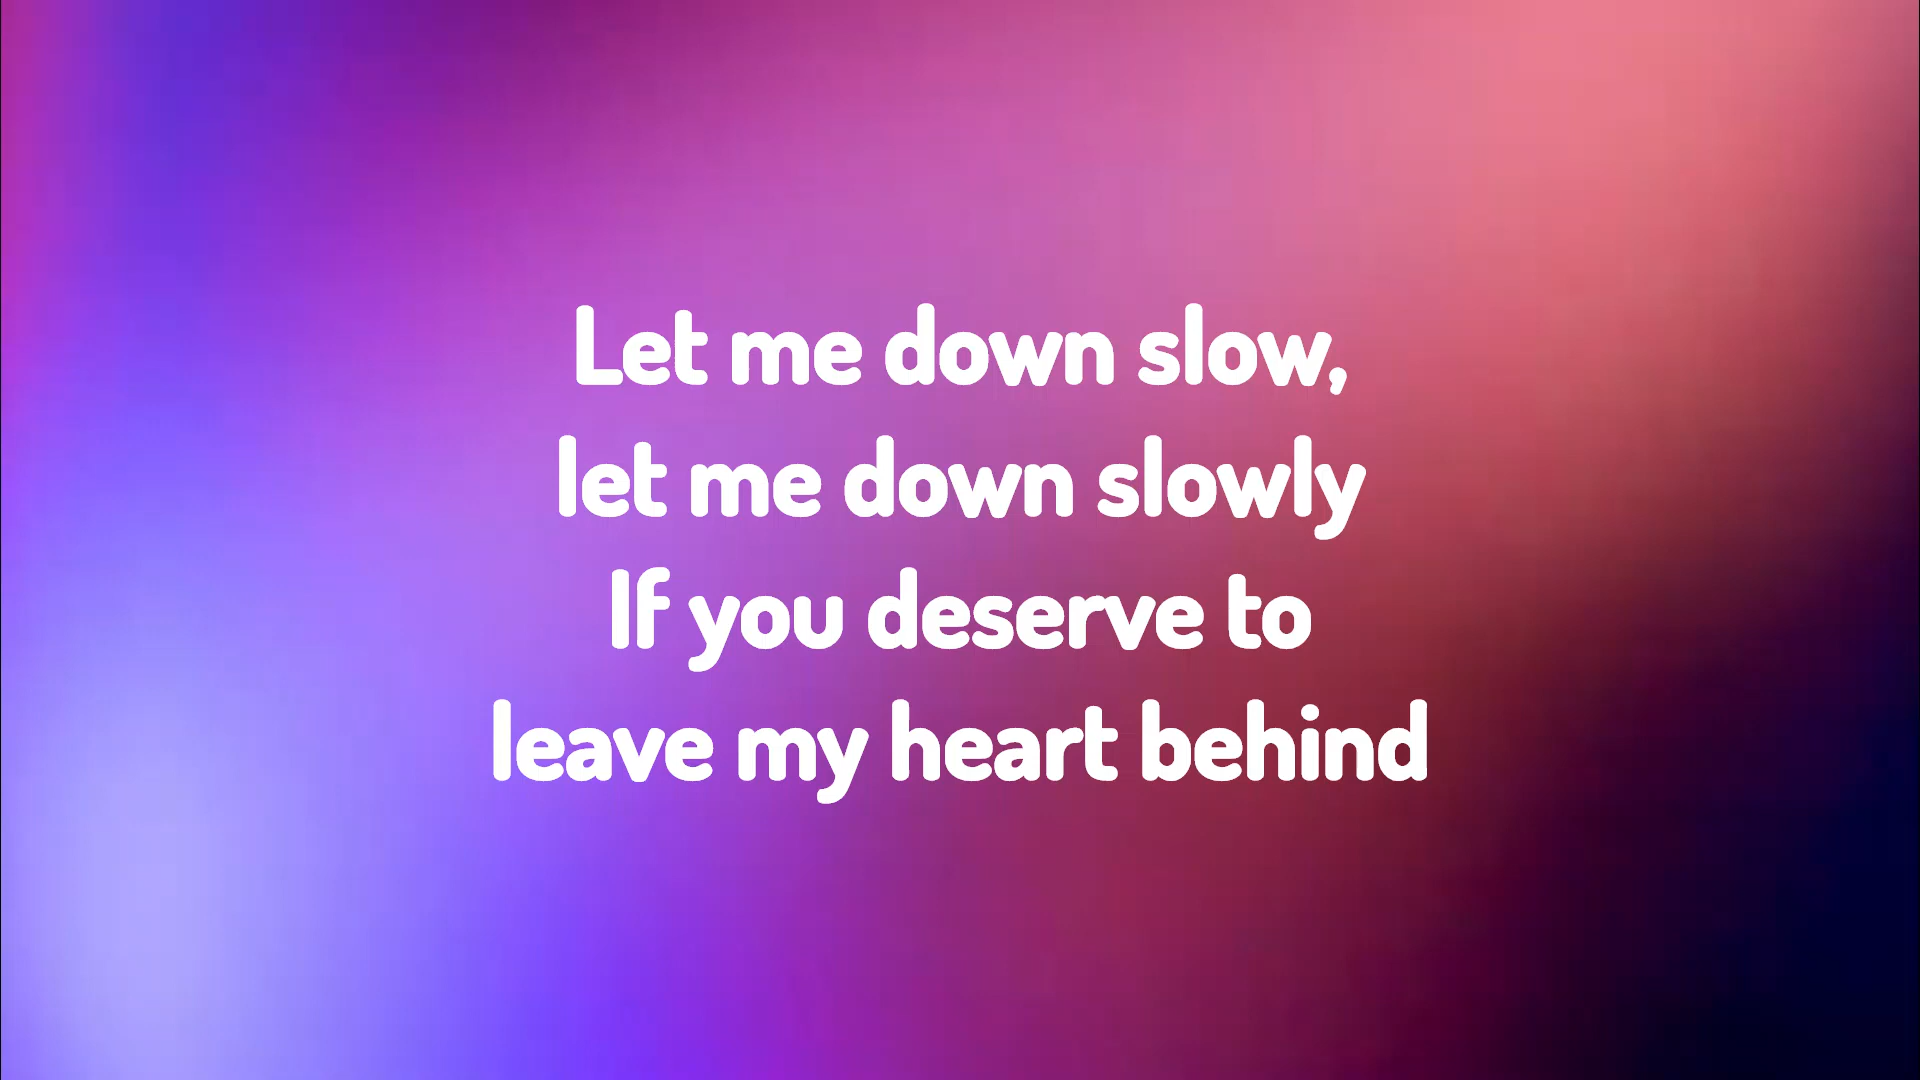 Let me down slow,
let me down slowly
If you deserve to
leave my heart behind